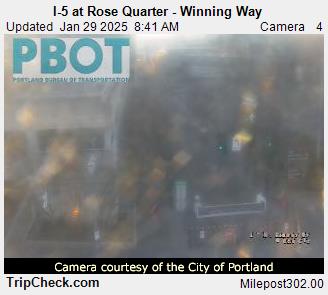 I-5 at Rose Quarter - Winning Way
Updated Jan 29 2025 8:41 AM Camera 4
PBOT
PORTLAND BUREAU OF TRANSPORTATION
Camera courtesy of the City of Portland
TripCheck.com Milepost302.00